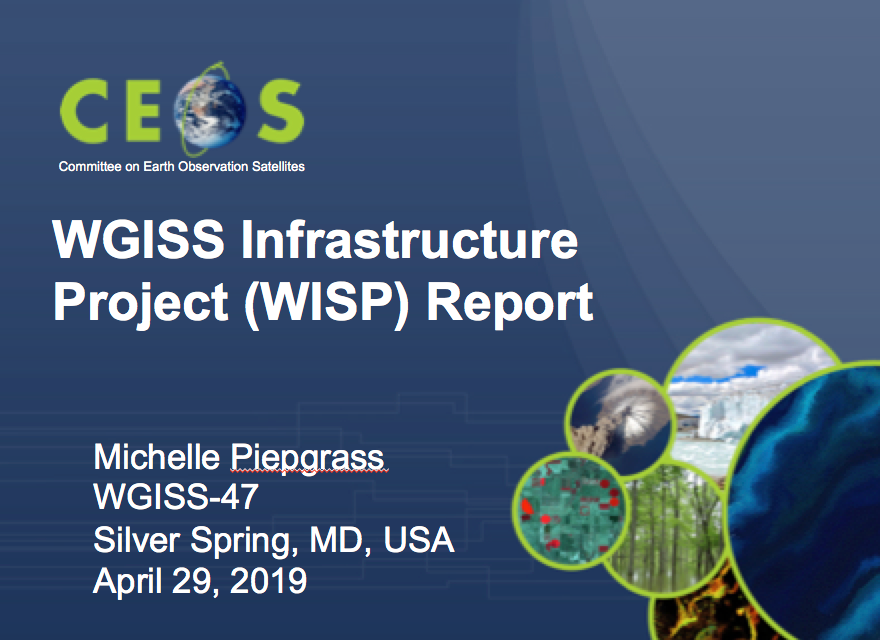 CEOS
Committee on Earth Observation Satellites
WGISS Infrastructure
Project (WISP) Report
Michelle Piepgrass
WGISS-47
Silver Spring, MD, USA
April 29, 2019